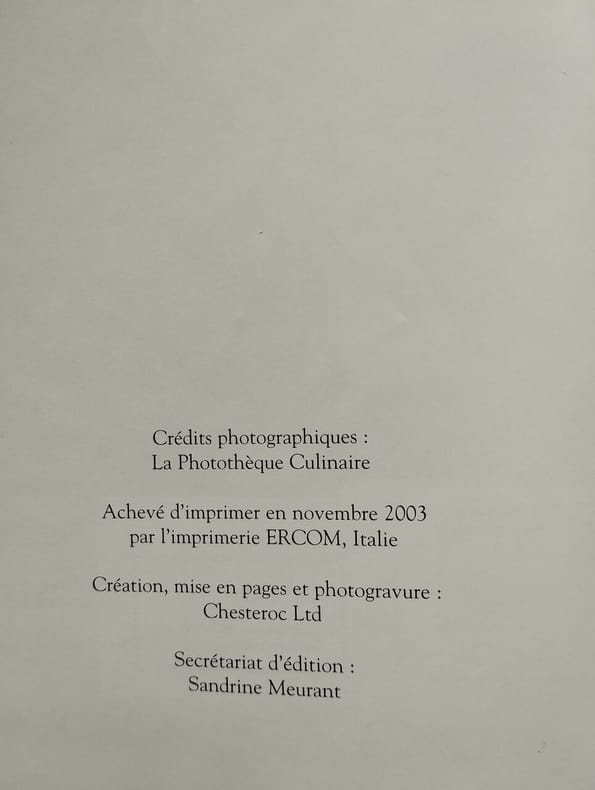 Crédits photographiques :
La Photothèque Culinaire
Achevé d'imprimer en novembre 2003
par l'imprimerie ERCOM, Italie
Création, mise en pages et photogravure :
Chesteroc Ltd
Secrétariat d'édition :
Sandrine Meurant